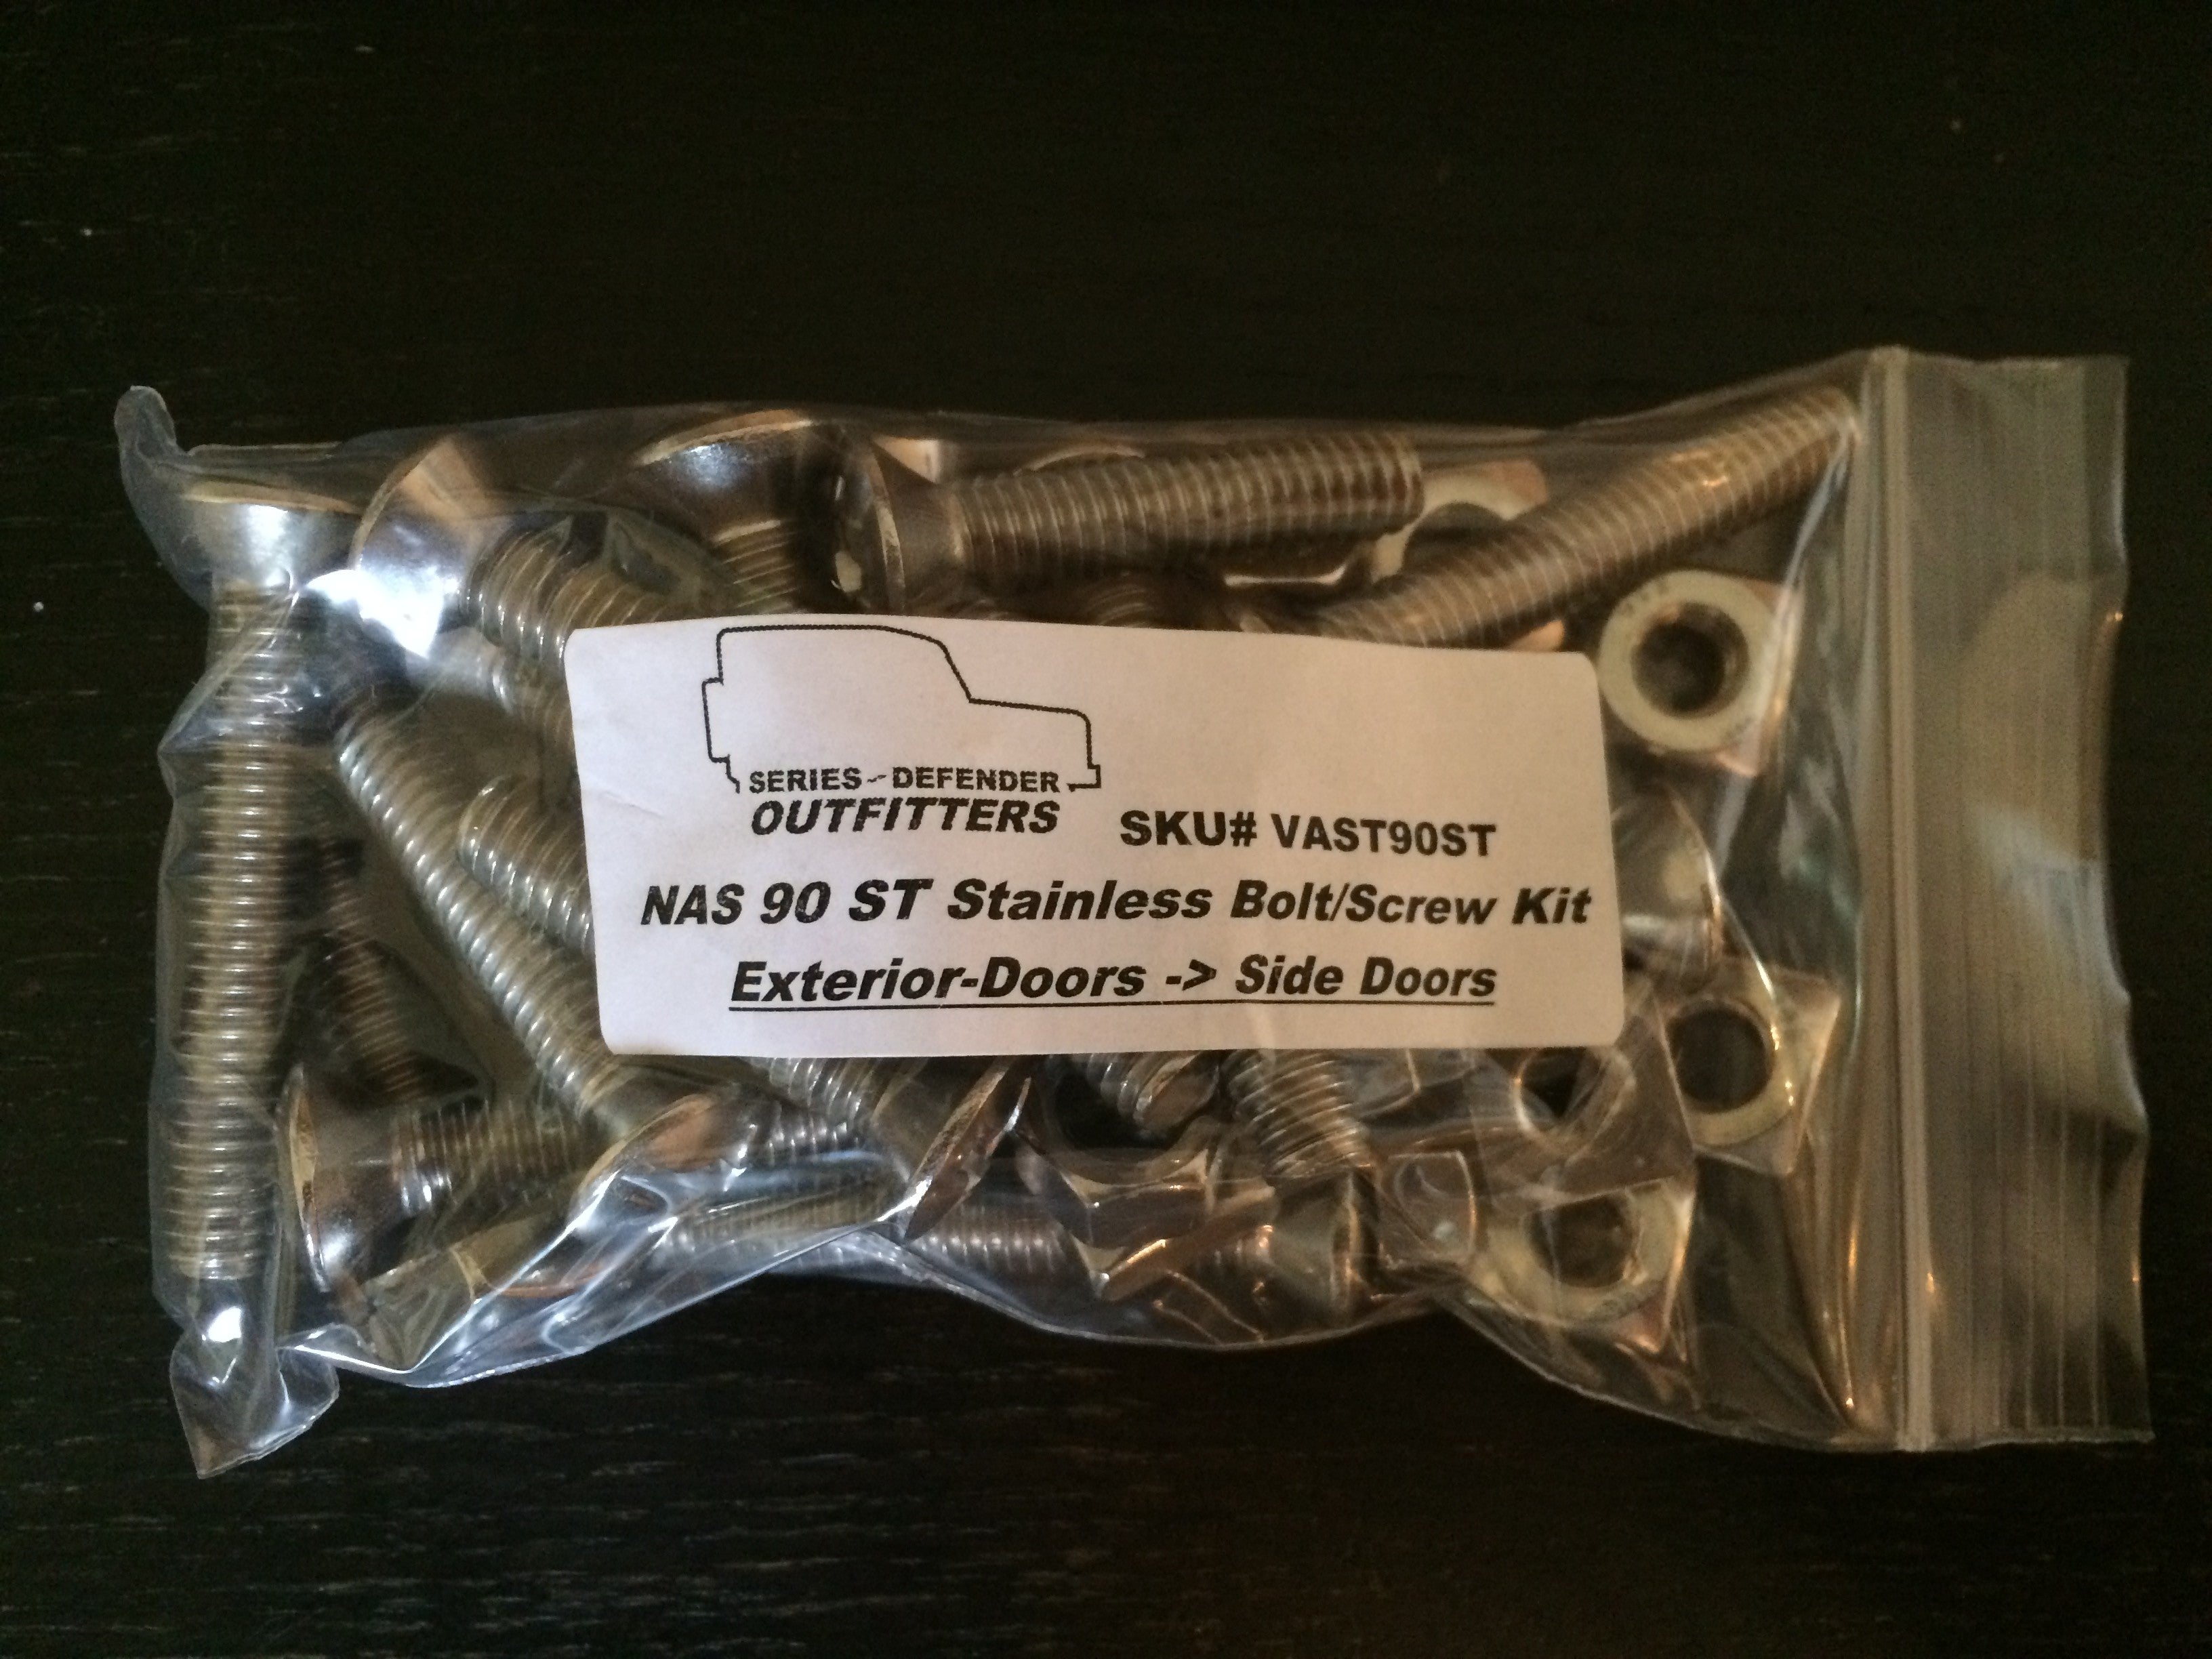 SERIES - DEFENDER
OUTFITTERS
SKU# VAST90ST
NAS 90 ST Stainless Bolt/Screw Kit
Exterior-Doors -> Side Doors